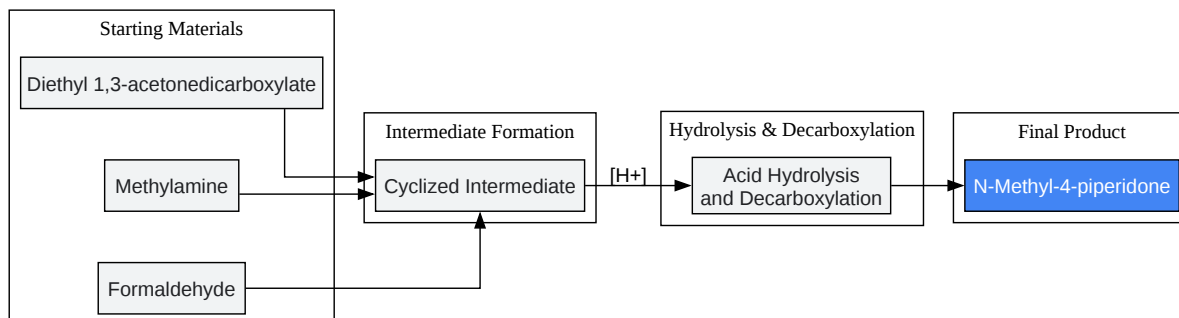 Starting Materials
Diethyl 1,3-acetonedicarboxylate
Methylamine
Formaldehyde
Intermediate Formation
Cyclized Intermediate
[H+]
Hydrolysis & Decarboxylation
Acid Hydrolysis
and Decarboxylation
Final Product
N-Methyl-4-piperidone